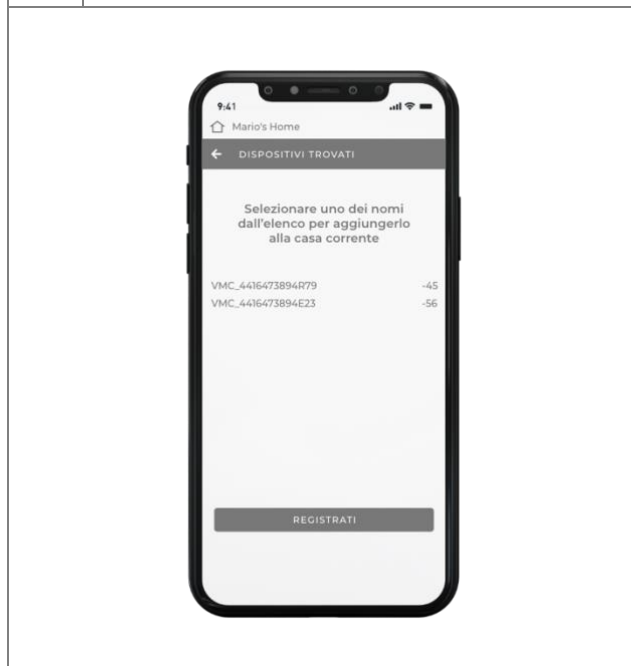 9:41
Mario's Home
DISPOSITIVI TROVATI
Selezionare uno dei nomi
dall'elenco per aggiungerlo
alla casa corrente
VMC_4416473894R79 -45
VMC_4416473894E23 -56
REGISTRATI